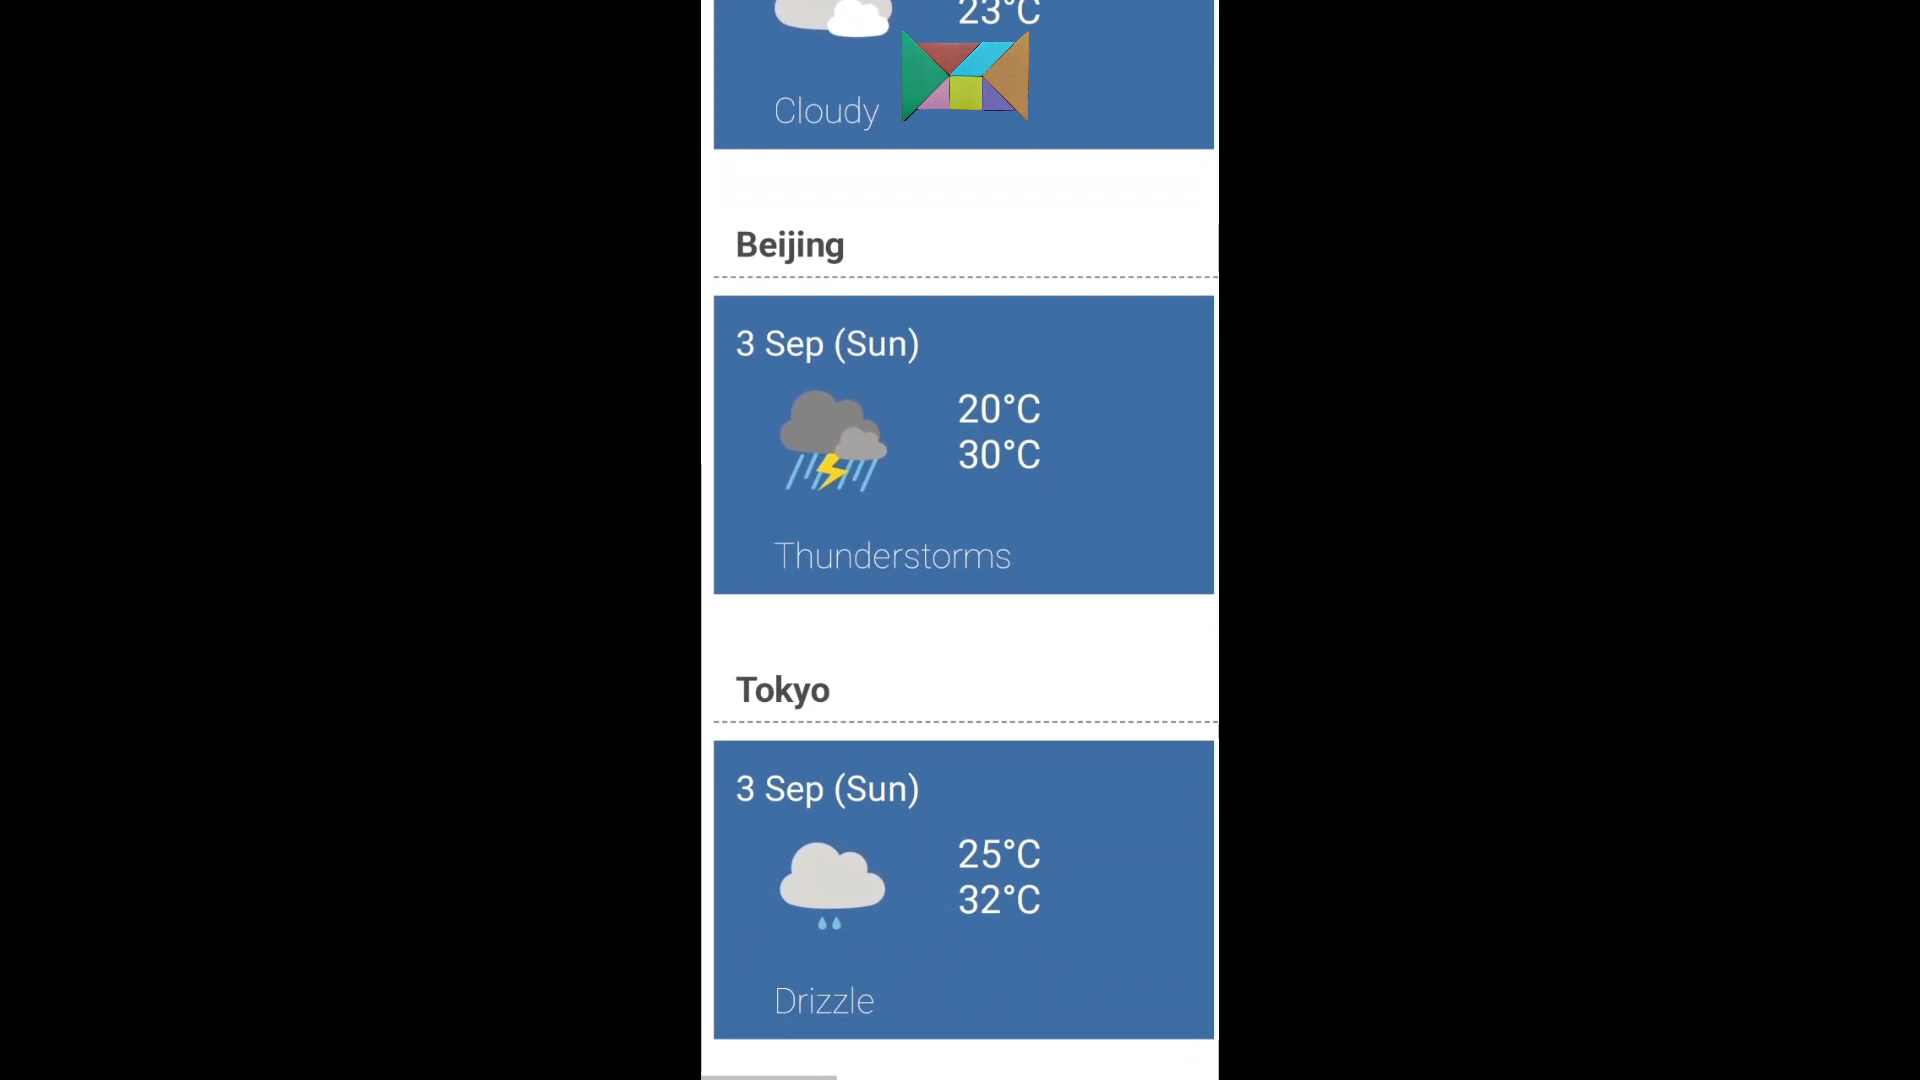 23°C
Cloudy
Beijing
3 Sep (Sun)
20°C
30°C
Thunderstorms
Tokyo
3 Sep (Sun)
25°C
32°C
Drizzle